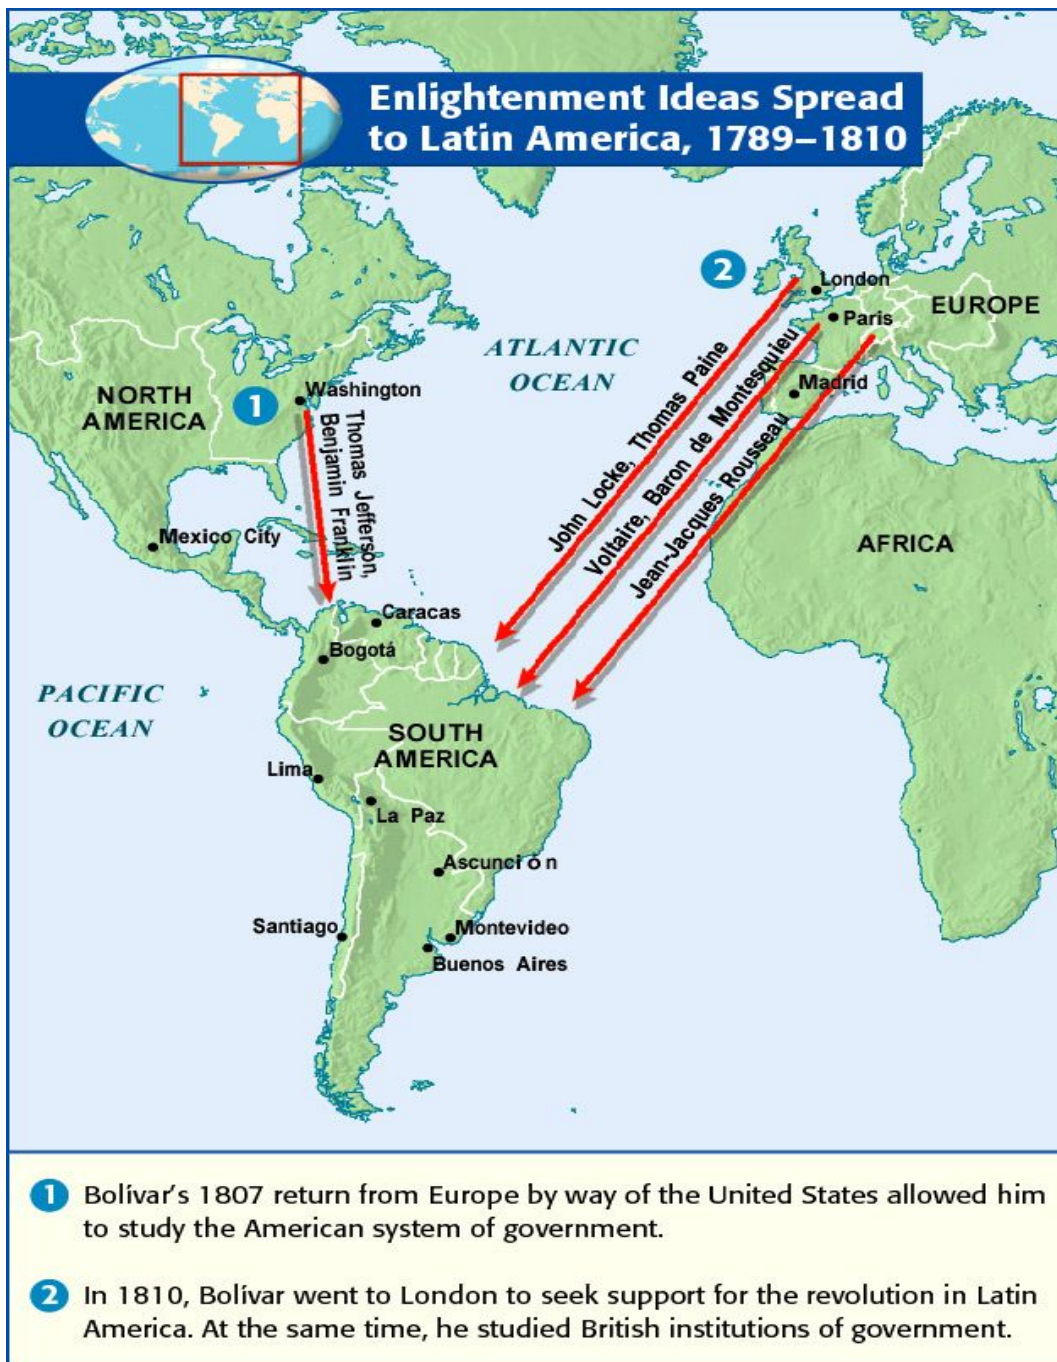 Enlightenment Ideas Spread
to Latin America, 1789–1810
2
London
EUROPE
Paris
ATLANTIC
OCEAN
Madrid
NORTH
AMERICA
1
Washington
Thomas Jefferson,
Benjamin Franklin
John Locke, Thomas Paine
Voltaire, Baron de Montesquieu
Jean-Jacques Rousseau
Mexico City
AFRICA
Caracas
Bogotá
PACIFIC
OCEAN
SOUTH
AMERICA
Lima
La Paz
Ascunción
Santiago
Montevideo
Buenos Aires
1 Bolívar's 1807 return from Europe by way of the United States allowed him
to study the American system of government.
2 In 1810, Bolívar went to London to seek support for the revolution in Latin
America. At the same time, he studied British institutions of government.